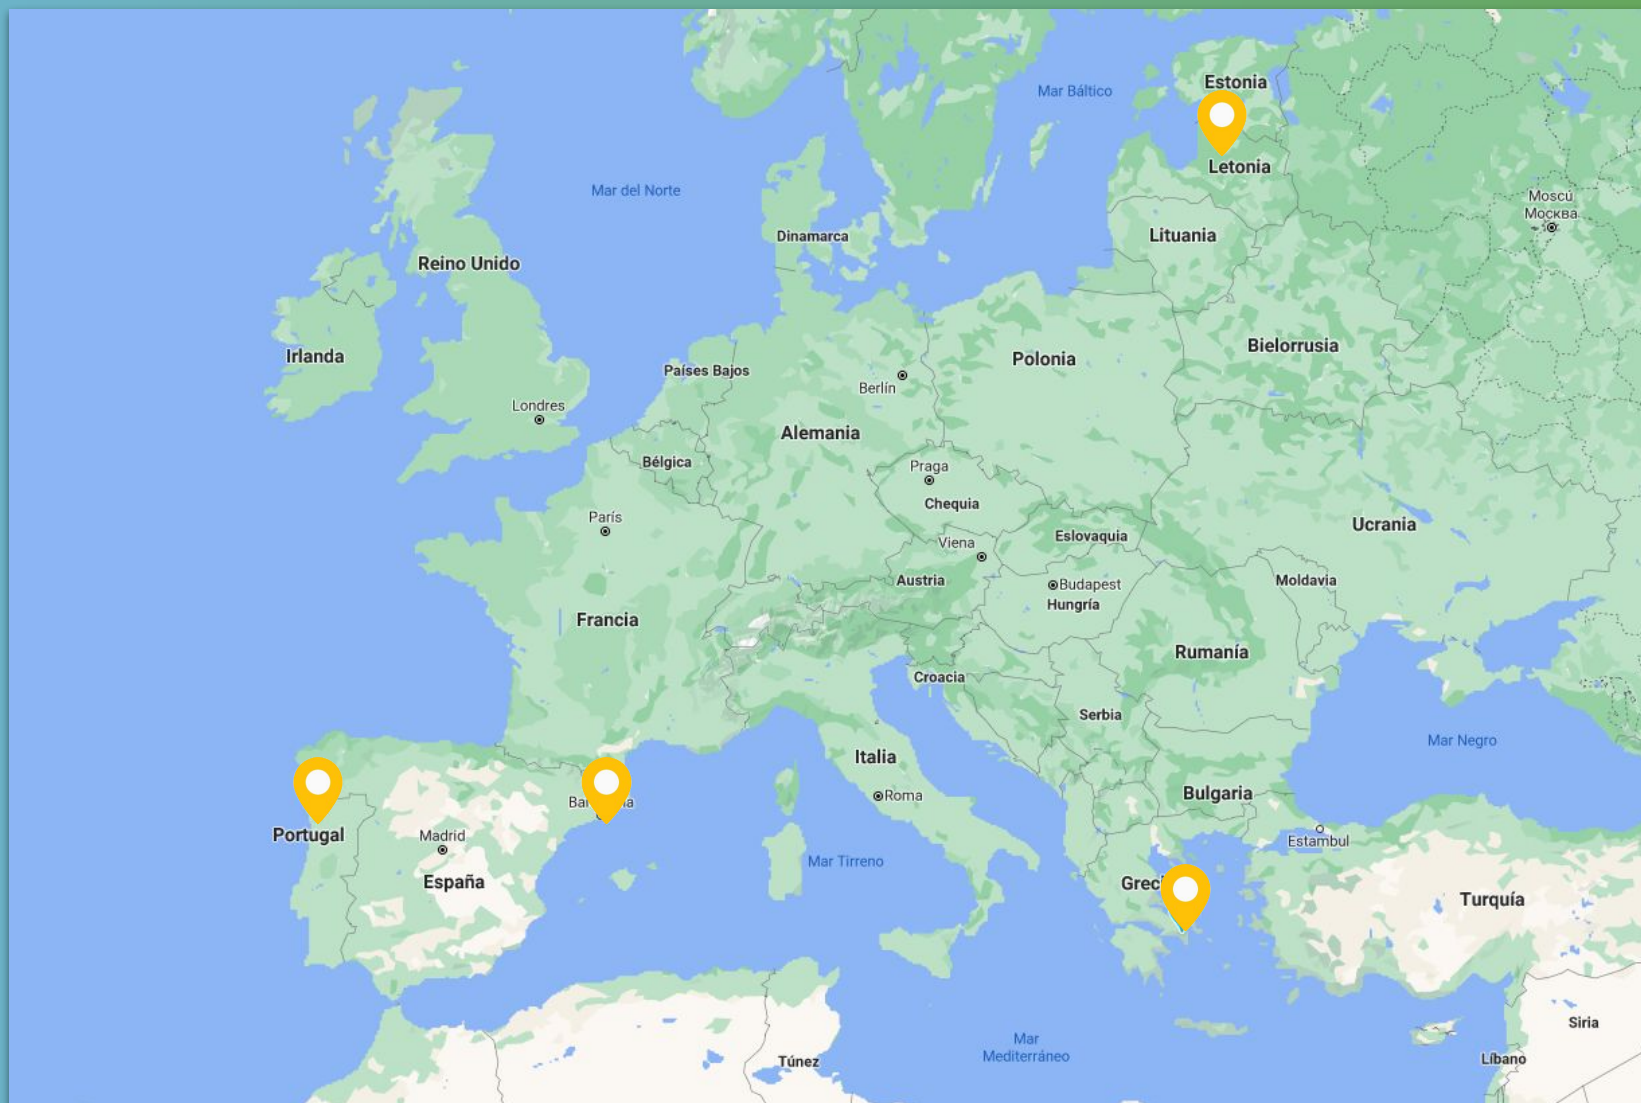 Estonia
Mar Báltico
Letonia
Mar del Norte
Moscú
Москва
Dinamarca
Lituania
Reino Unido
Bielorrusia
Irlanda
Polonia
Países Bajos
Berlín
Londres
Alemania
Bélgica
Praga
Chequia
París
Ucrania
Viena
Eslovaquia
Austria
Budapest
Moldavia
Hungría
Francia
Rumanía
Croacia
Serbia
Mar Negro
Italia
Roma
Bulgaria
Portugal
Madrid
Estambul
Mar Tirreno
España
Turquía
Siria
Mar
Mediterráneo
Túnez
Líbano